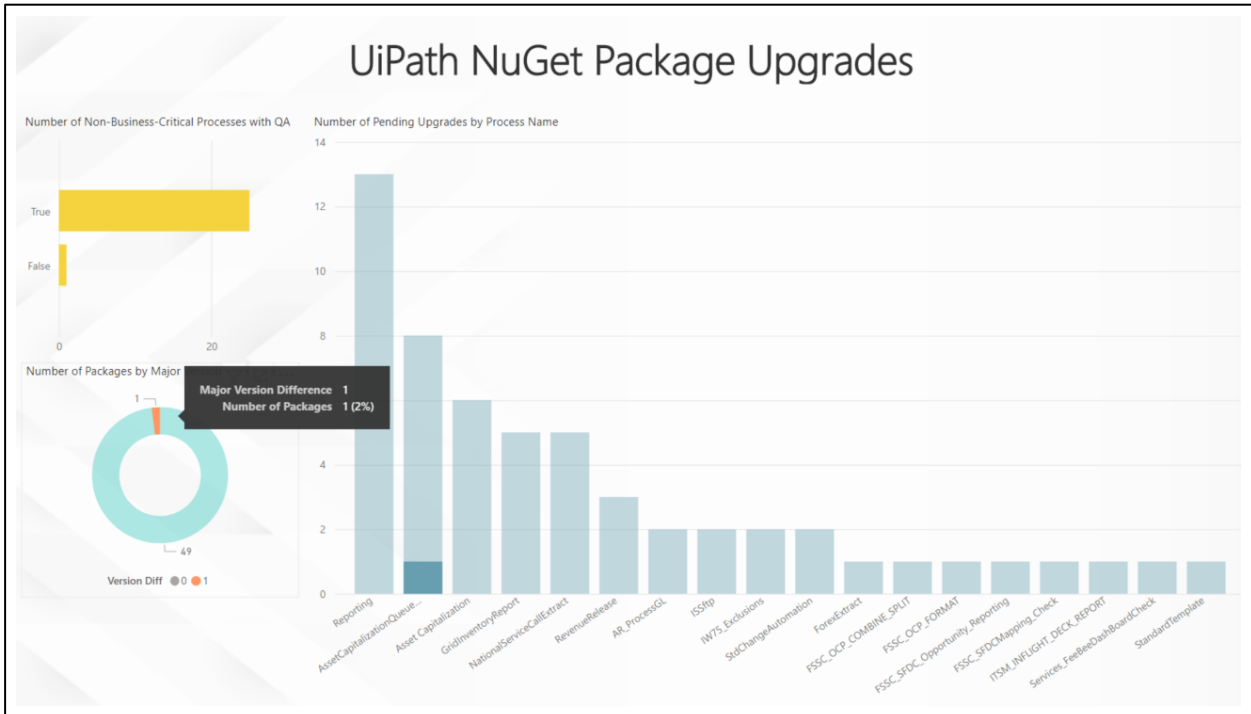 UiPath NuGet Package Upgrades
Number of Non-Business-Critical Processes with QA
True
False
0
20
Number of Pending Upgrades by Process Name
14
12
10
8
6
4
2
0
Reporting
AssetCapitalizationQueue...
Asset Capitalization
GridInventoryReport
NationalServiceCallExtract
RevenueRelease
AR_ProcessGL
ISSftp
IW75_Exclusions
StdChangeAutomation
ForexExtract
FSSC_OCP_COMBINE_SPLIT
FSSC_OCP_FORMAT
FSSC_SFDC_Opportunity_Reporting
FSSC_SFDCMapping_Check
ITSM_INFLIGHT_DECK_REPORT
Services_FeeBeeDashBoardCheck
StandardTemplate
Number of Packages by Major
Major Version Difference 1
Number of Packages 1 (2%)
1
49
Version Diff 0 1